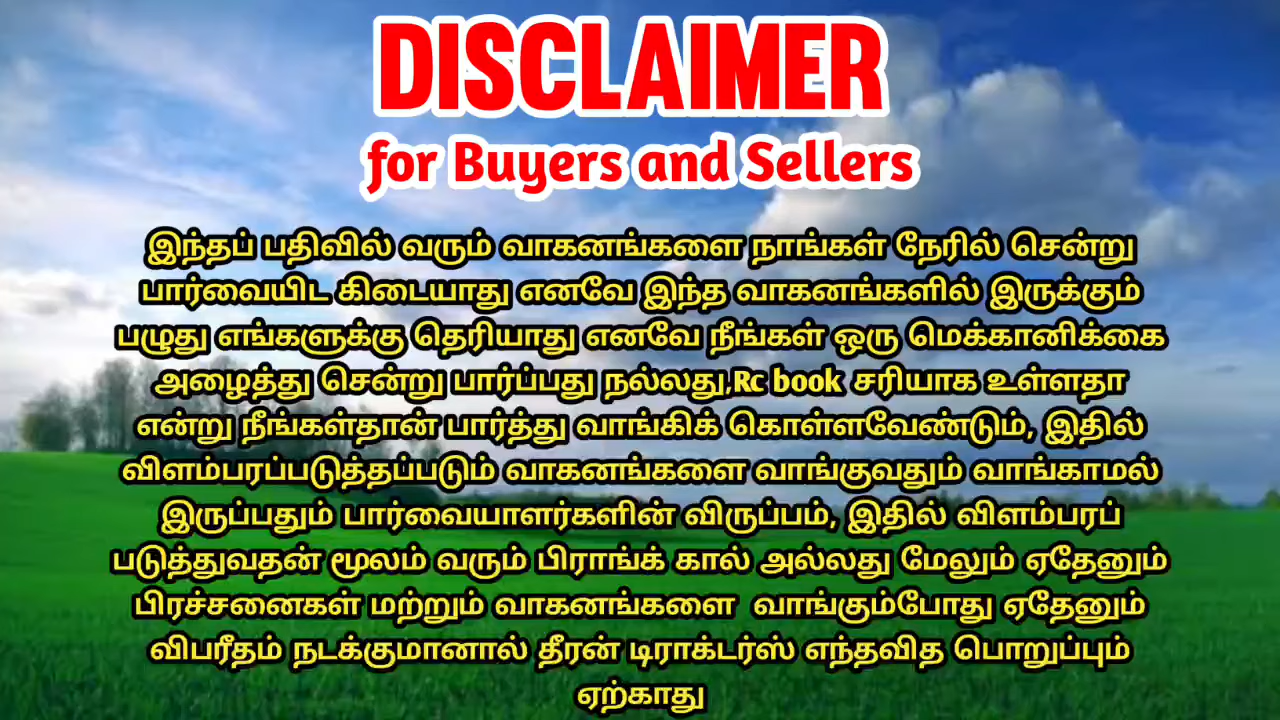 DISCLAIMER
for Buyers and Sellers
இந்தப் பதிவில் வரும் வாகனங்களை நாங்கள் நேரில் சென்று
பார்வையிட கிடையாது எனவே இந்த வாகனங்களில் இருக்கும்
பழுது எங்களுக்கு தெரியாது எனவே நீங்கள் ஒரு மெக்கானிக்கை
அழைத்து சென்று பார்ப்பது நல்லது,Rc book சரியாக உள்ளதா
என்று நீங்கள்தான் பார்த்து வாங்கிக் கொள்ளவேண்டும், இதில்
விளம்பரப்படுத்தப்படும் வாகனங்களை வாங்குவதும் வாங்காமல்
இருப்பதும் பார்வையாளர்களின் விருப்பம், இதில் விளம்பரப்
படுத்துவதன் மூலம் வரும் பிராங்க் கால் அல்லது மேலும் ஏதேனும்
பிரச்சனைகள் மற்றும் வாகனங்களை வாங்கும்போது ஏதேனும்
விபரீதம் நடக்குமானால் தீரன் டிராக்டர்ஸ் எந்தவித பொறுப்பும்
ஏற்காது